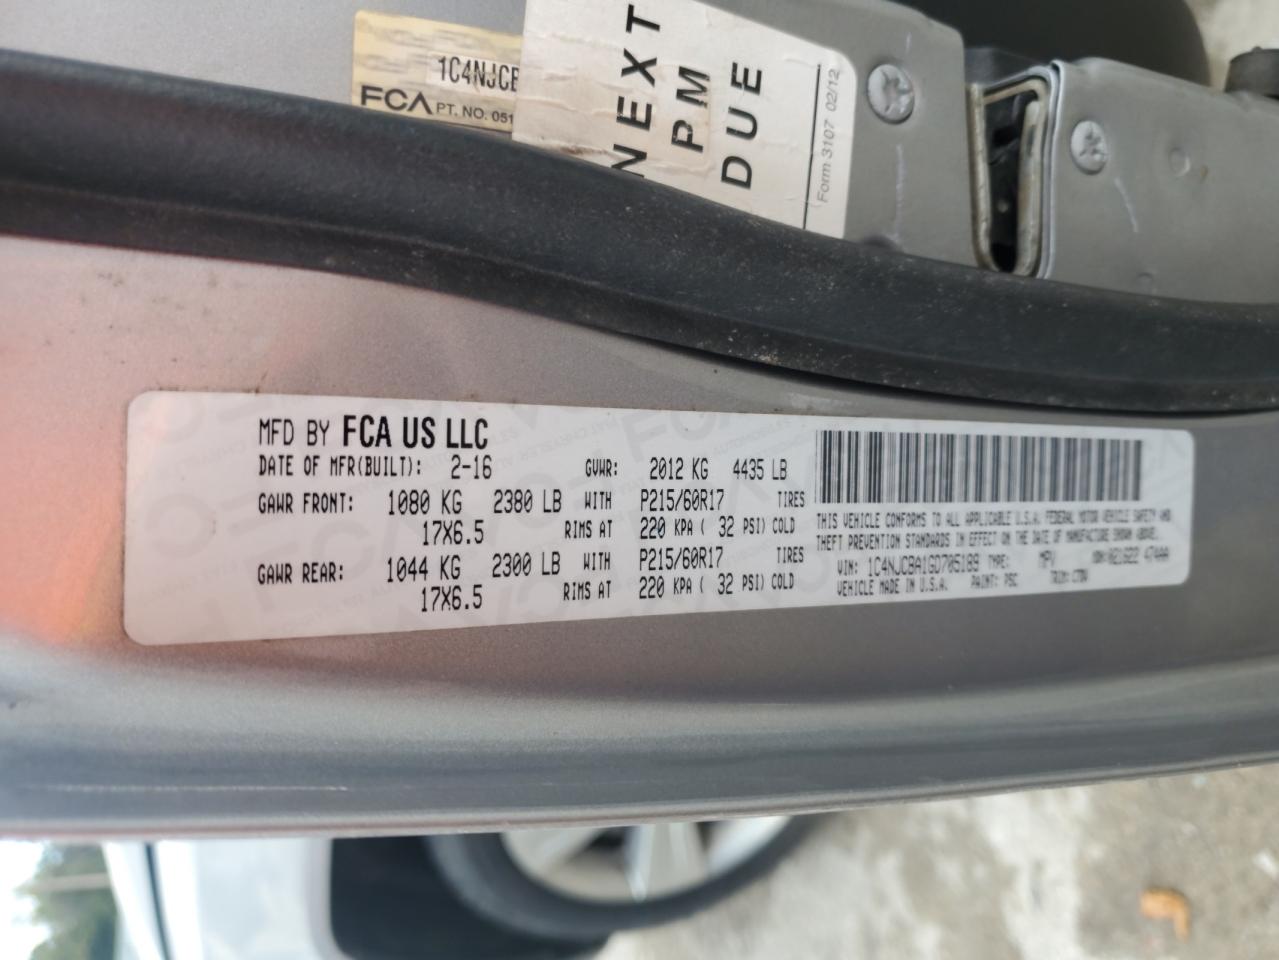 1C4NJCB
FCA PT. NO. 051
NEXT
PM
DUE
Form 3107 02/12
MFD BY FCA US LLC
DATE OF MFR(BUILT): 2-16 GVWR: 2012 KG 4435 LB
GAWR FRONT: 1080 KG 2380 LB WITH P215/60R17 TIRES
17X6.5 RIMS AT 220 KPA ( 32 PSI) COLD
GAWR REAR: 1044 KG 2300 LB WITH P215/60R17 TIRES
17X6.5 RIMS AT 220 KPA ( 32 PSI) COLD
THIS VEHICLE CONFORMS TO ALL APPLICABLE U.S.A. FEDERAL MOTOR VEHICLE SAFETY AND
THEFT PREVENTION STANDARDS IN EFFECT ON THE DATE OF MANUFACTURE SHOWN ABOVE.
VIN: 1C4NJCBA1GD705189 TYPE: MPV
VEHICLE MADE IN U.S.A. PAINT: PSC TRIM: